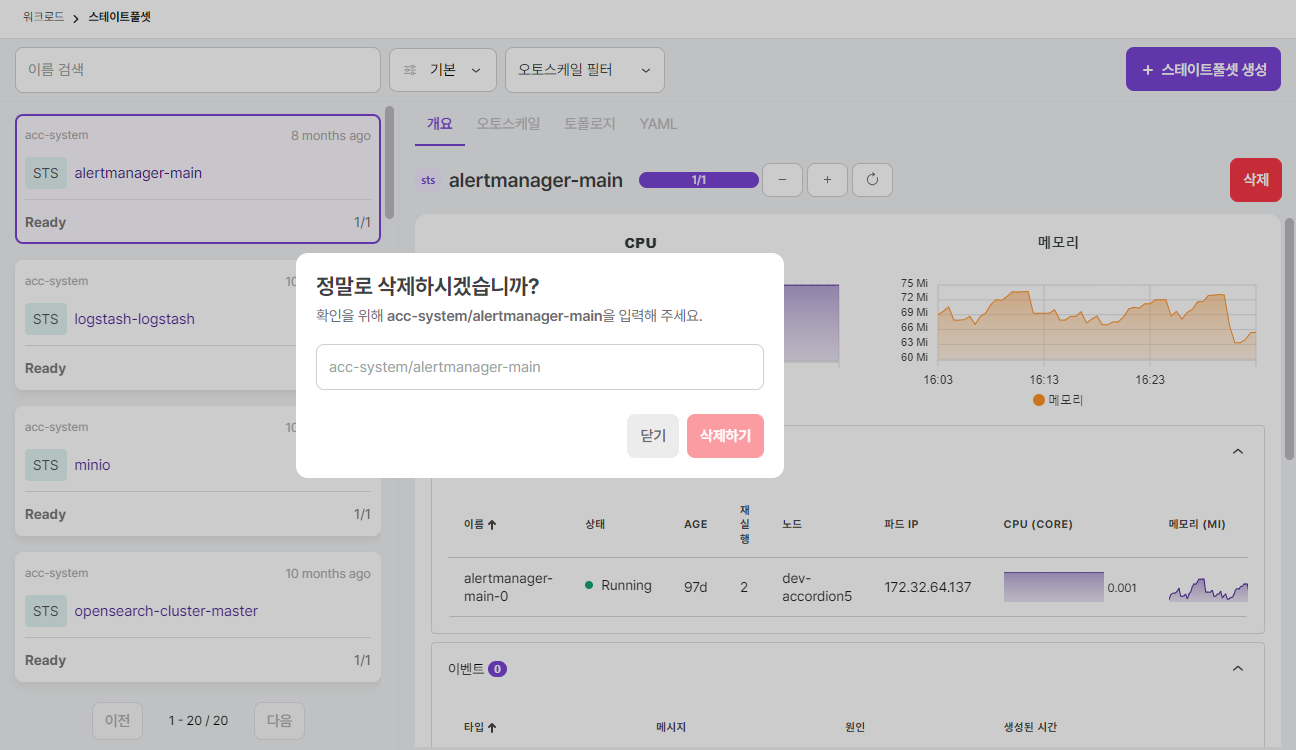 워크로드 > 스테이트풀셋
이름 검색
기본
오토스케일 필터
+ 스테이트풀셋 생성
acc-system 8 months ago
STS alertmanager-main
Ready 1/1
acc-system 10
STS logstash-logstash
Ready
acc-system 10
STS minio
Ready 1/1
acc-system 10 months ago
STS opensearch-cluster-master
Ready 1/1
이전 1 - 20 / 20 다음
개요 오토스케일 토폴로지 YAML
sts alertmanager-main 1/1 − +
삭제
CPU
메모리
75 Mi
72 Mi
69 Mi
66 Mi
63 Mi
60 Mi
16:03 16:13 16:23
메모리
정말로 삭제하시겠습니까?
확인을 위해 acc-system/alertmanager-main을 입력해 주세요.
acc-system/alertmanager-main
닫기 삭제하기
이름 상태 AGE 재실행 노드 파드 IP CPU (CORE) 메모리 (MI)
alertmanager-main-0 Running 97d 2 dev-accordion5 172.32.64.137 0.001
이벤트 0
타입 메시지 원인 생성된 시간